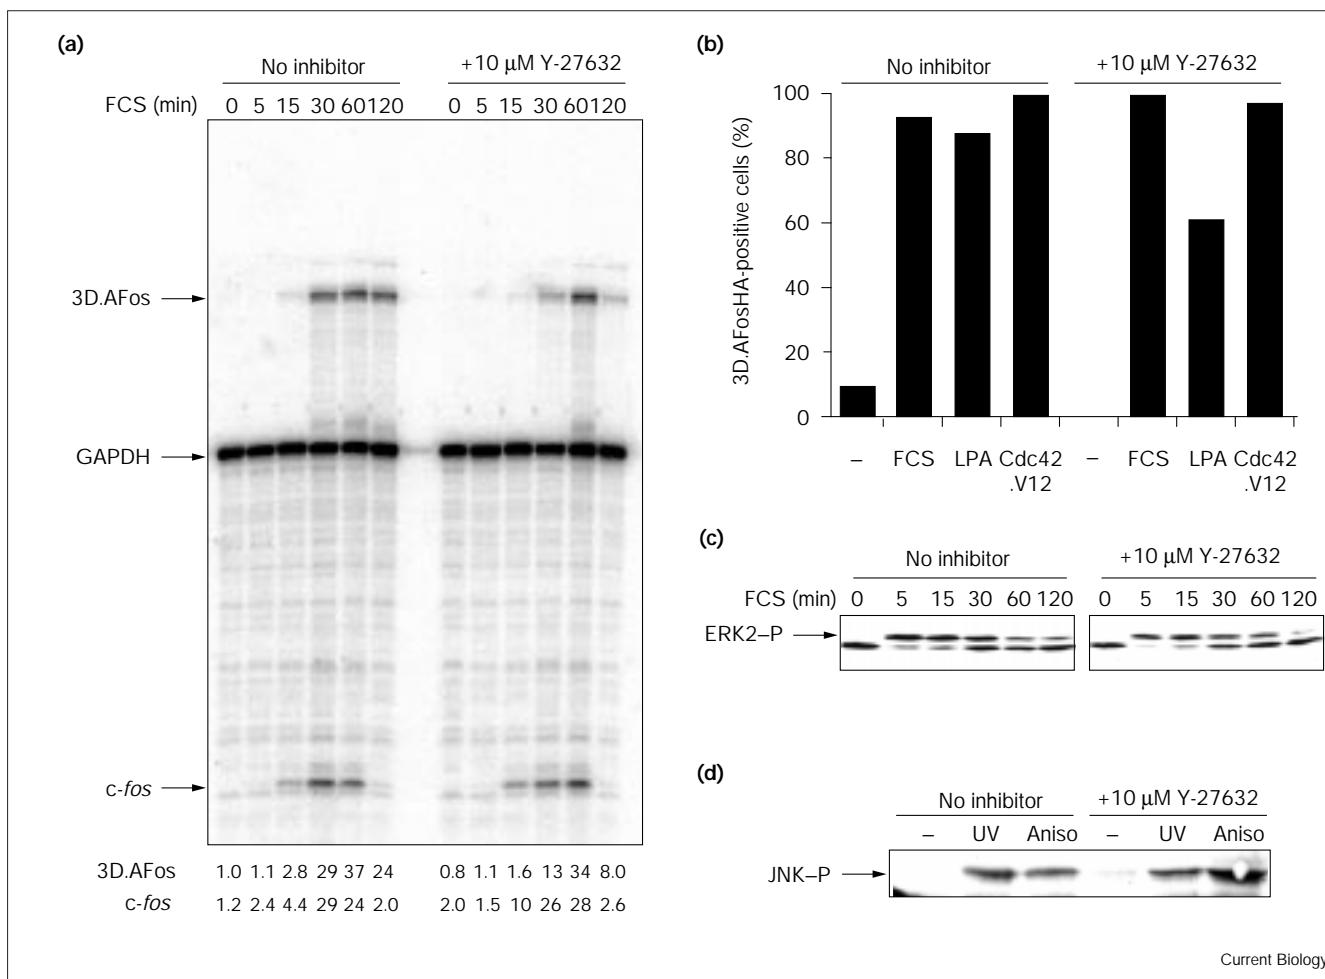 (a)
No inhibitor +10 µM Y-27632
FCS (min) 0 5 15 30 60 120 0 5 15 30 60 120
3D.AFos
GAPDH
c-fos
3D.AFos 1.0 1.1 2.8 29 37 24 0.8 1.1 1.6 13 34 8.0
c-fos 1.2 2.4 4.4 29 24 2.0 2.0 1.5 10 26 28 2.6
(b)
No inhibitor +10 µM Y-27632
3D.AFosHA-positive cells (%)
100
80
60
40
20
0
– FCS LPA Cdc42 – FCS LPA Cdc42
.V12 .V12
(c)
No inhibitor +10 µM Y-27632
FCS (min) 0 5 15 30 60 120 0 5 15 30 60 120
ERK2–P
(d)
No inhibitor +10 µM Y-27632
– UV Aniso – UV Aniso
JNK–P
Current Biology